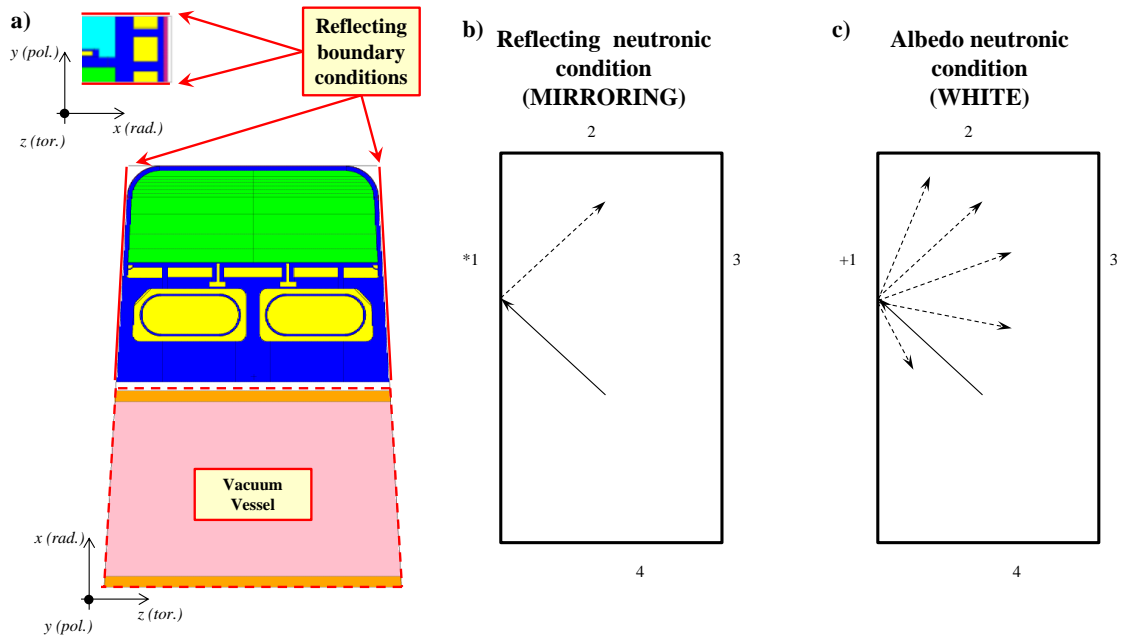 a)
y (pol.)
z (tor.)
x (rad.)
Reflecting
boundary
conditions
Vacuum
Vessel
x (rad.)
y (pol.)
z (tor.)
b)
Reflecting neutronic
condition
(MIRRORING)
2
*1
3
4
c)
Albedo neutronic
condition
(WHITE)
2
+1
3
4